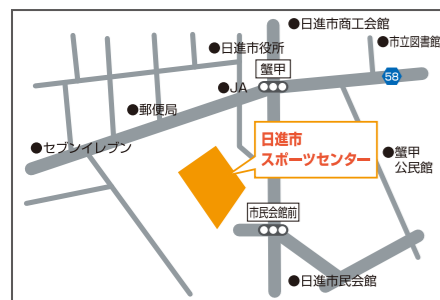 ●日進市商工会館
●日進市役所
●市立図書館
蟹甲
58
●JA
●郵便局
●セブンイレブン
日進市
スポーツセンター
●蟹甲
公民館
市民会館前
●日進市民会館